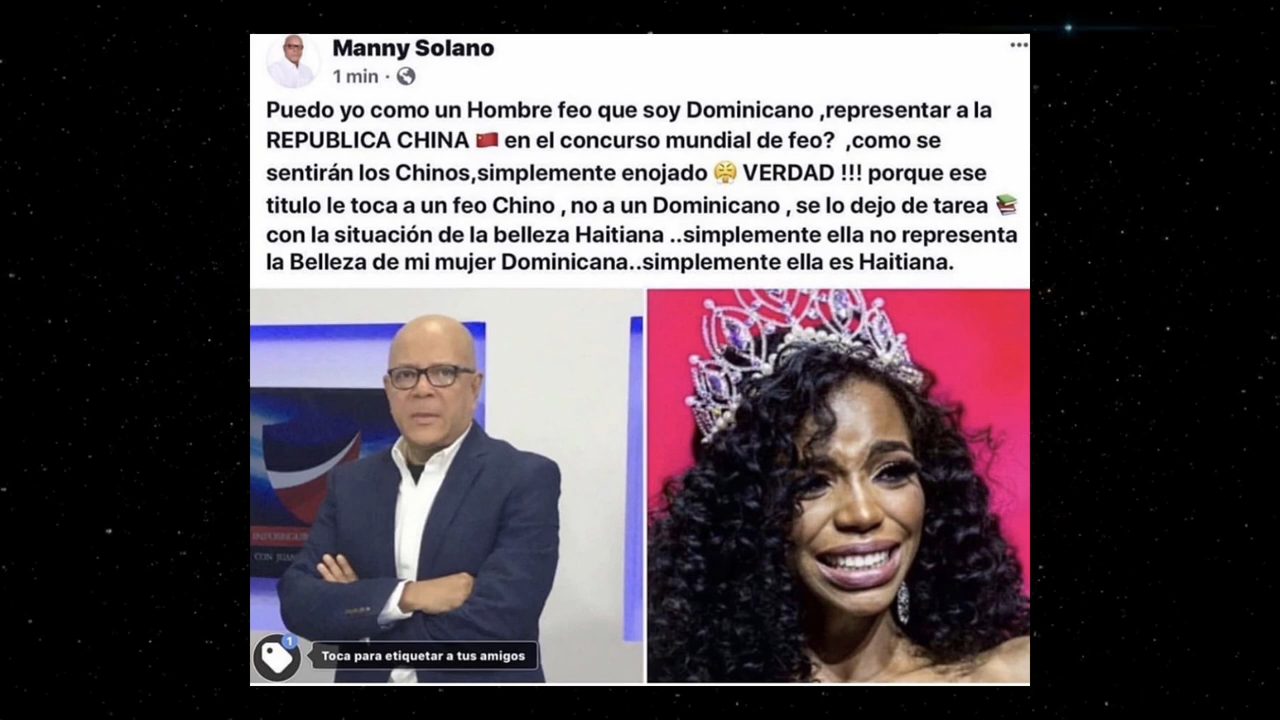 Manny Solano
1 min ·
Puedo yo como un Hombre feo que soy Dominicano ,representar a la
REPUBLICA CHINA 🇨🇳 en el concurso mundial de feo? ,como se
sentirán los Chinos,simplemente enojado 😤 VERDAD !!! porque ese
titulo le toca a un feo Chino , no a un Dominicano , se lo dejo de tarea 📚
con la situación de la belleza Haitiana ..simplemente ella no representa
la Belleza de mi mujer Dominicana..simplemente ella es Haitiana.
CON JUAN
1
Toca para etiquetar a tus amigos